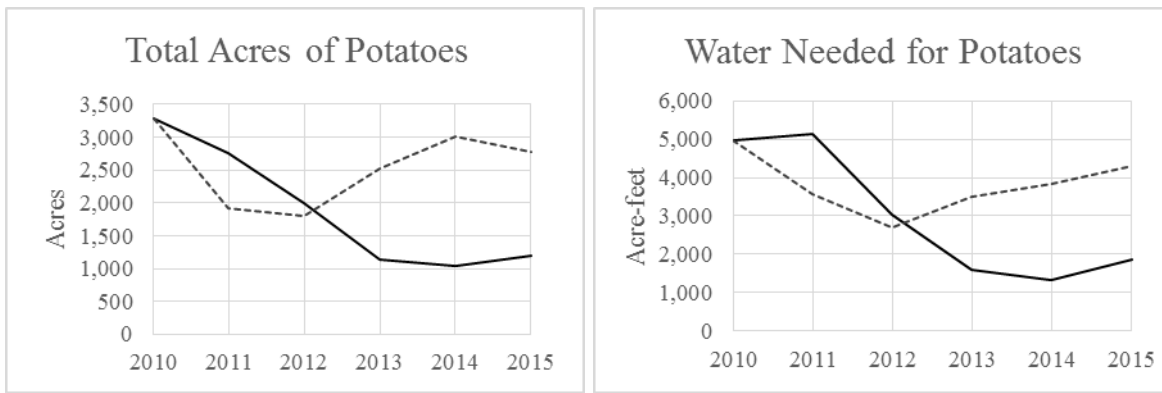 Total Acres of Potatoes
Acres
3,500
3,000
2,500
2,000
1,500
1,000
500
0
2010 2011 2012 2013 2014 2015
Water Needed for Potatoes
Acre-feet
6,000
5,000
4,000
3,000
2,000
1,000
0
2010 2011 2012 2013 2014 2015